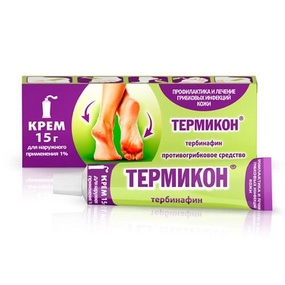 ПРОФИЛАКТИКА И ЛЕЧЕНИЕ
ГРИБКОВЫХ ИНФЕКЦИЙ
КОЖИ
КРЕМ
15 г
для наружного
применения 1%
ТЕРМИКОН®
тербинафин
противогрибковое средство
ТЕРМИКОН®
тербинафин
КРЕМ 15 г